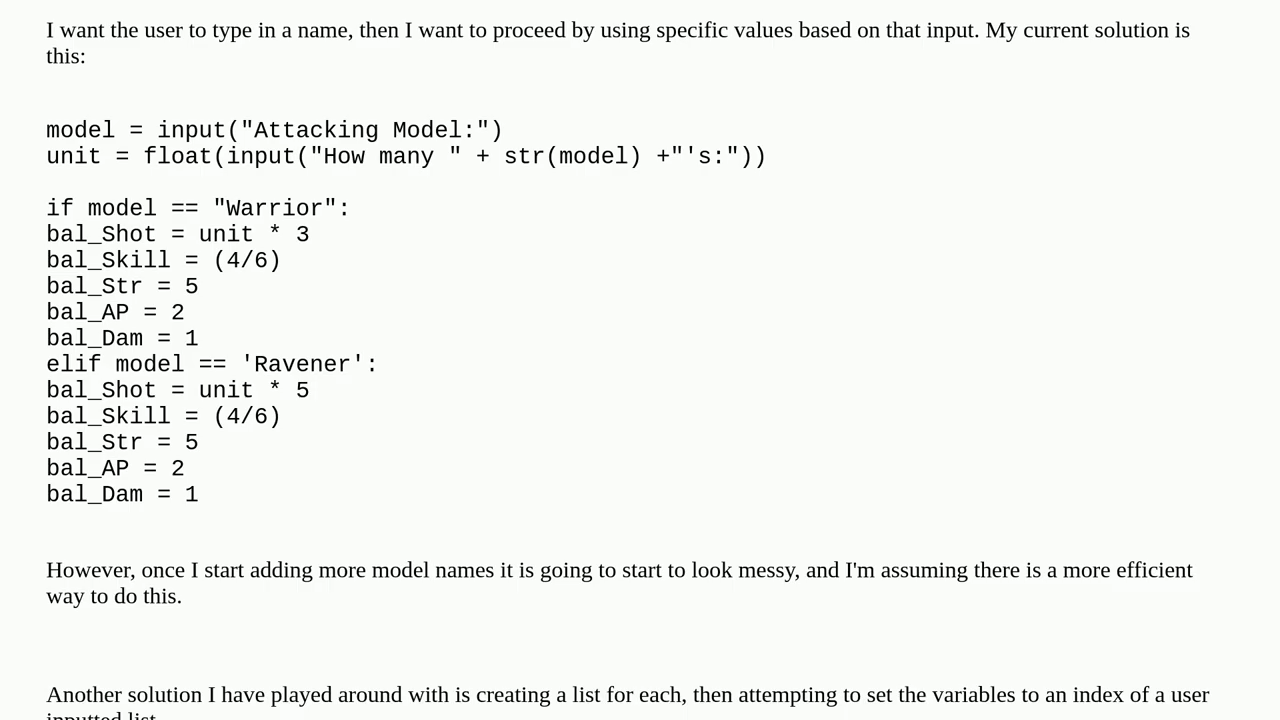 I want the user to type in a name, then I want to proceed by using specific values based on that input. My current solution is
this:
model = input("Attacking Model:")
unit = float(input("How many " + str(model) +"'s:"))
if model == "Warrior":
bal_Shot = unit * 3
bal_Skill = (4/6)
bal_Str = 5
bal_AP = 2
bal_Dam = 1
elif model == 'Ravener':
bal_Shot = unit * 5
bal_Skill = (4/6)
bal_Str = 5
bal_AP = 2
bal_Dam = 1
However, once I start adding more model names it is going to start to look messy, and I'm assuming there is a more efficient
way to do this.
Another solution I have played around with is creating a list for each, then attempting to set the variables to an index of a user
inputted list.